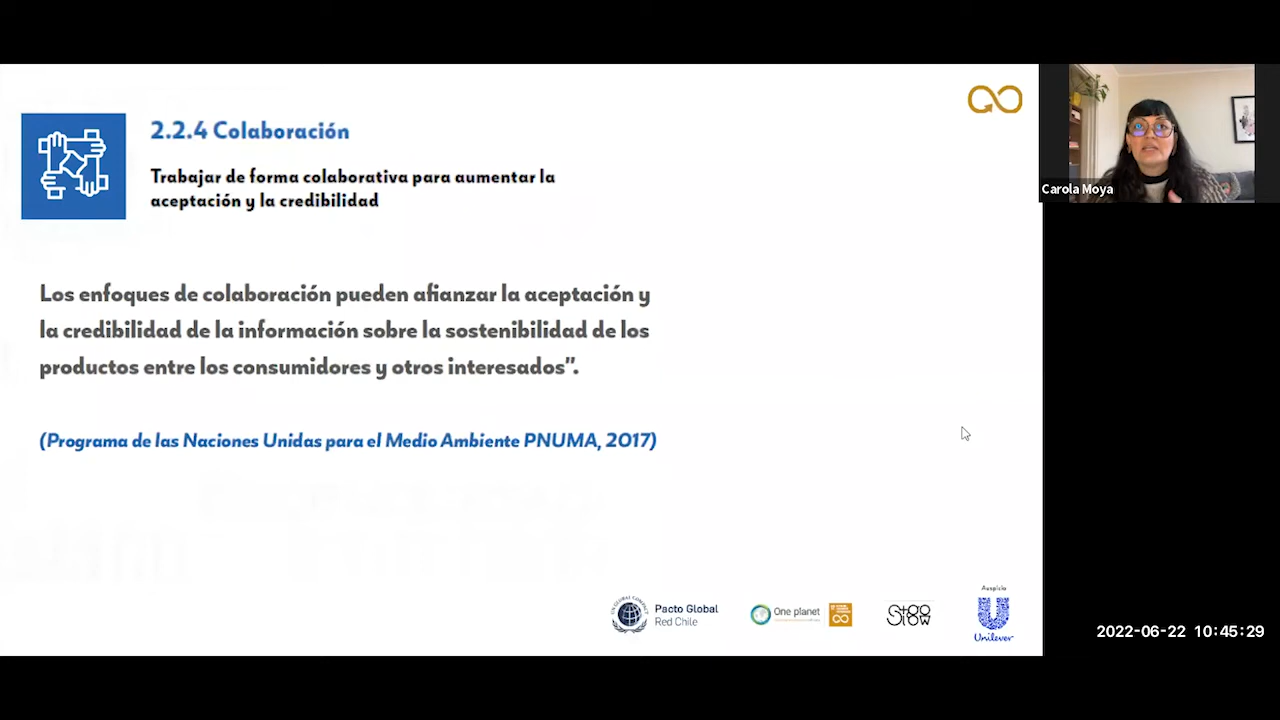 2.2.4 Colaboración
Trabajar de forma colaborativa para aumentar la
aceptación y la credibilidad
Los enfoques de colaboración pueden afianzar la aceptación y
la credibilidad de la información sobre la sostenibilidad de los
productos entre los consumidores y otros interesados”.
(Programa de las Naciones Unidas para el Medio Ambiente PNUMA, 2017)
Carola Moya
Pacto Global
Red Chile
One planet
Stgo
Slow
Auspicio
Unilever
2022-06-22 10:45:29